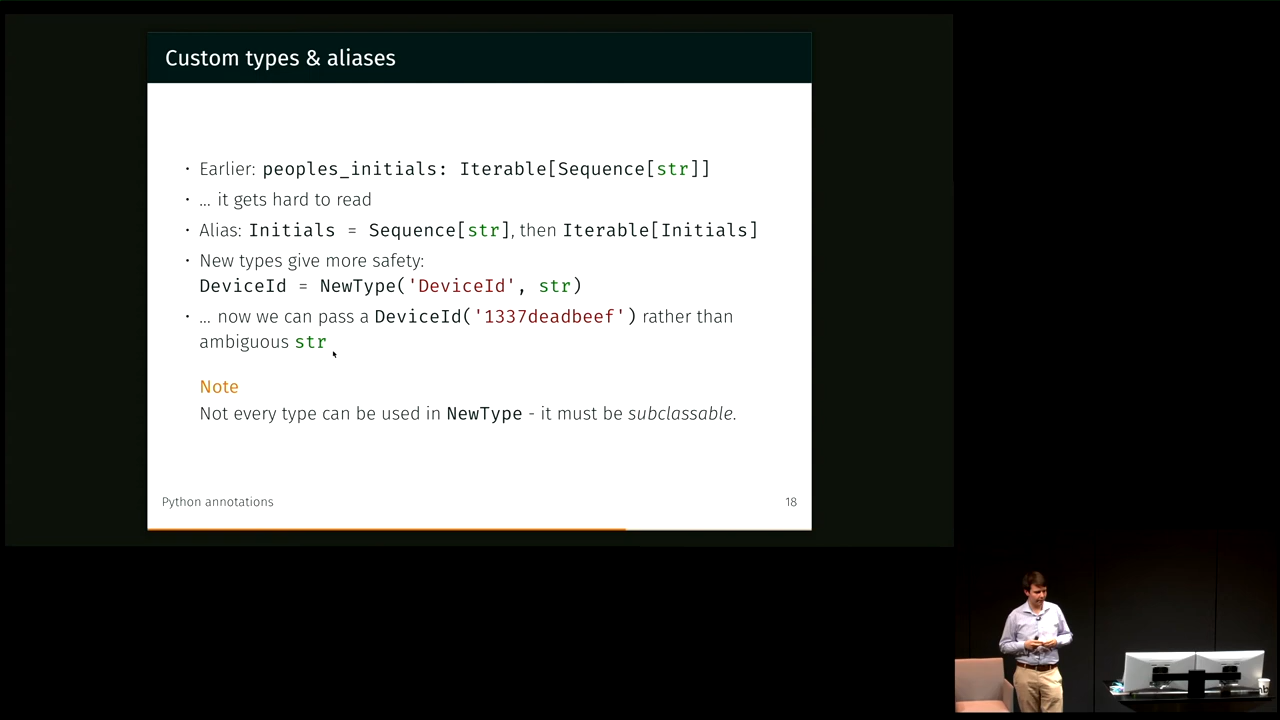 Custom types & aliases
• Earlier: peoples_initials: Iterable[Sequence[str]]
• ... it gets hard to read
• Alias: Initials = Sequence[str], then Iterable[Initials]
• New types give more safety:
DeviceId = NewType('DeviceId', str)
• ... now we can pass a DeviceId('1337deadbeef') rather than
ambiguous str
Note
Not every type can be used in NewType - it must be subclassable.
Python annotations
18